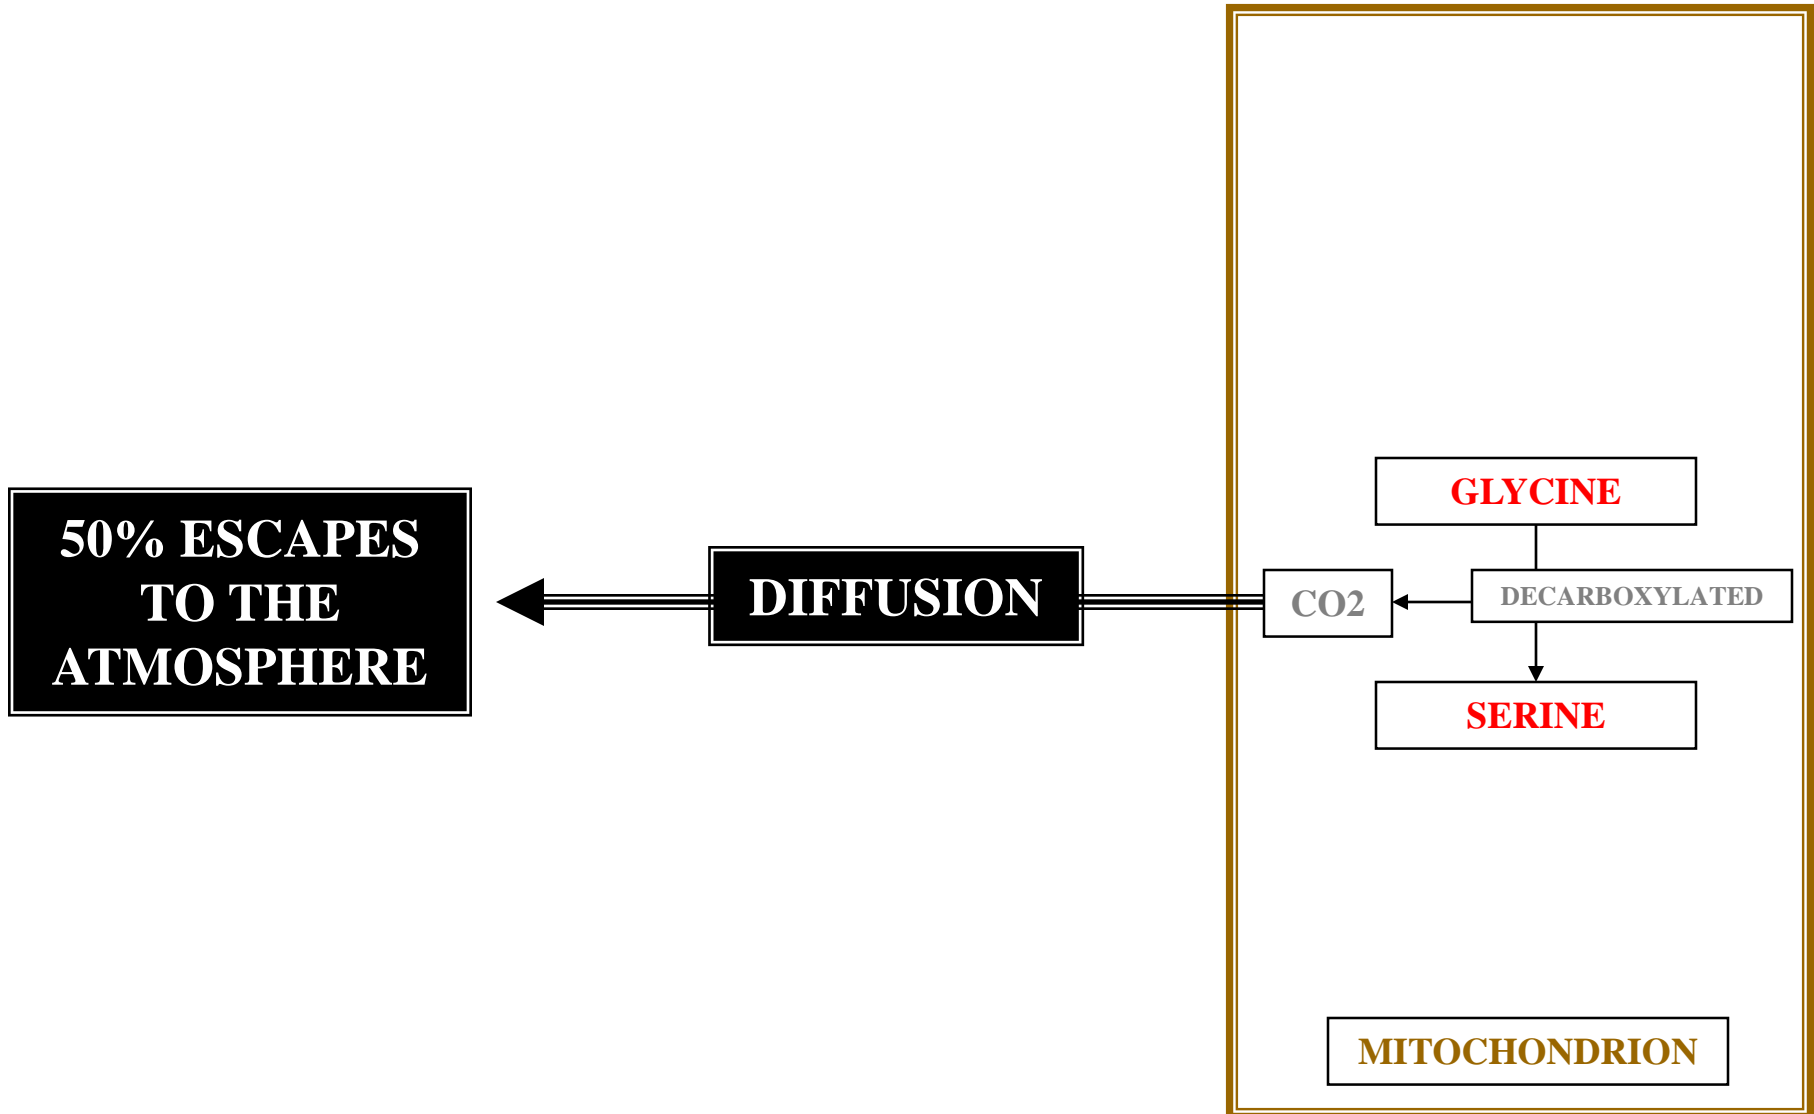 50% ESCAPES
TO THE
ATMOSPHERE
DIFFUSION
GLYCINE
CO2
DECARBOXYLATED
SERINE
MITOCHONDRION